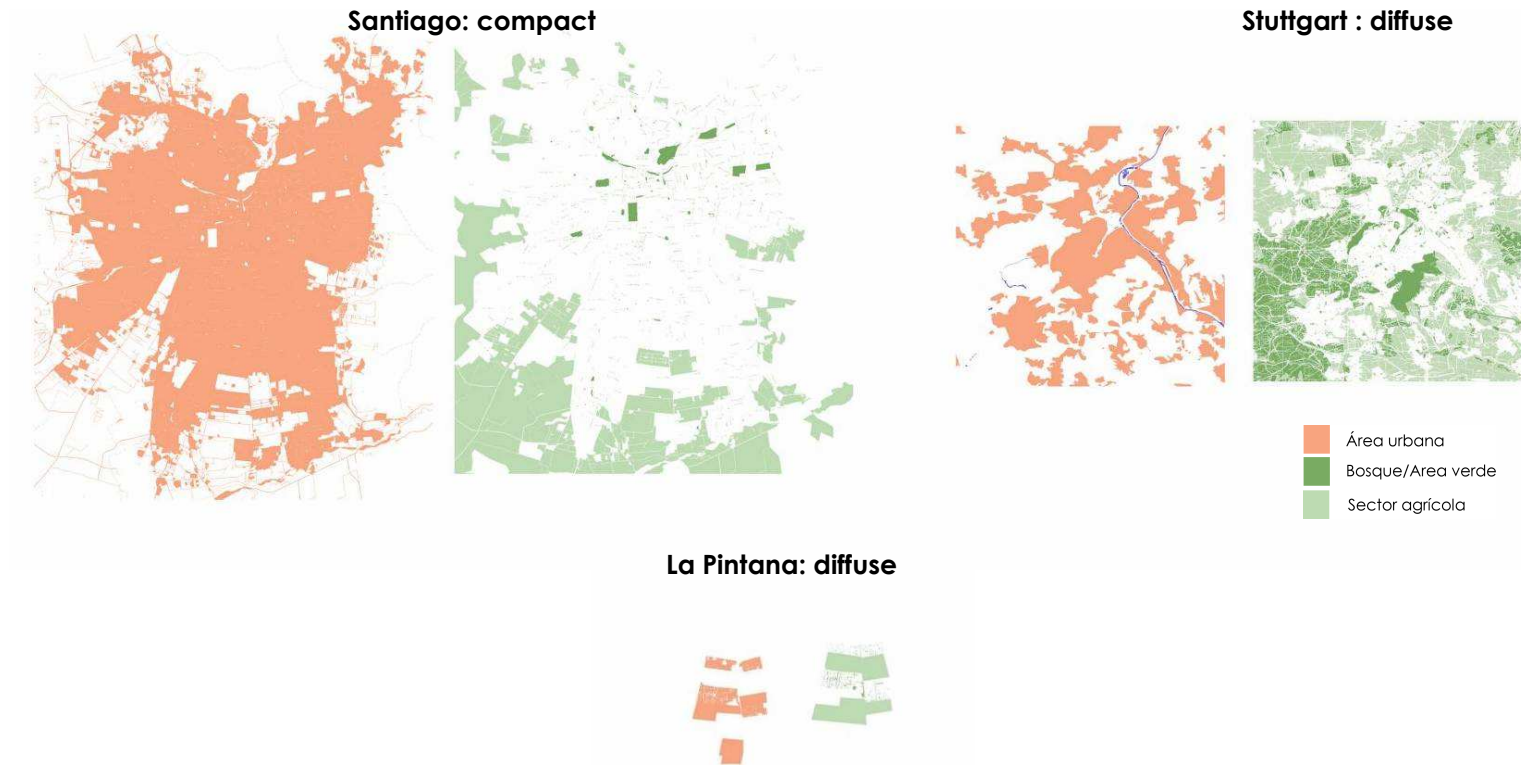 Santiago: compact
Stuttgart : diffuse
Área urbana
Bosque/Area verde
Sector agrícola
La Pintana: diffuse